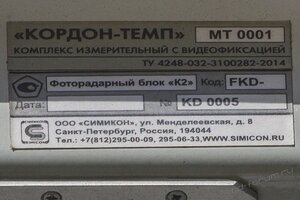 «КОРДОН-ТЕМП» МТ 0001
КОМПЛЕКС ИЗМЕРИТЕЛЬНЫЙ С ВИДЕОФИКСАЦИЕЙ
ТУ 4248-032-3100282-2014
Фоторадарный блок «К2» Код: FKD-
Дата: № KD 0005
ООО «СИМИКОН», ул. Менделеевская, д. 8
Санкт-Петербург, Россия, 194044
Тел.: +7(812)295-00-09, 295-06-33, WWW.SIMICON.COM
SIMICON